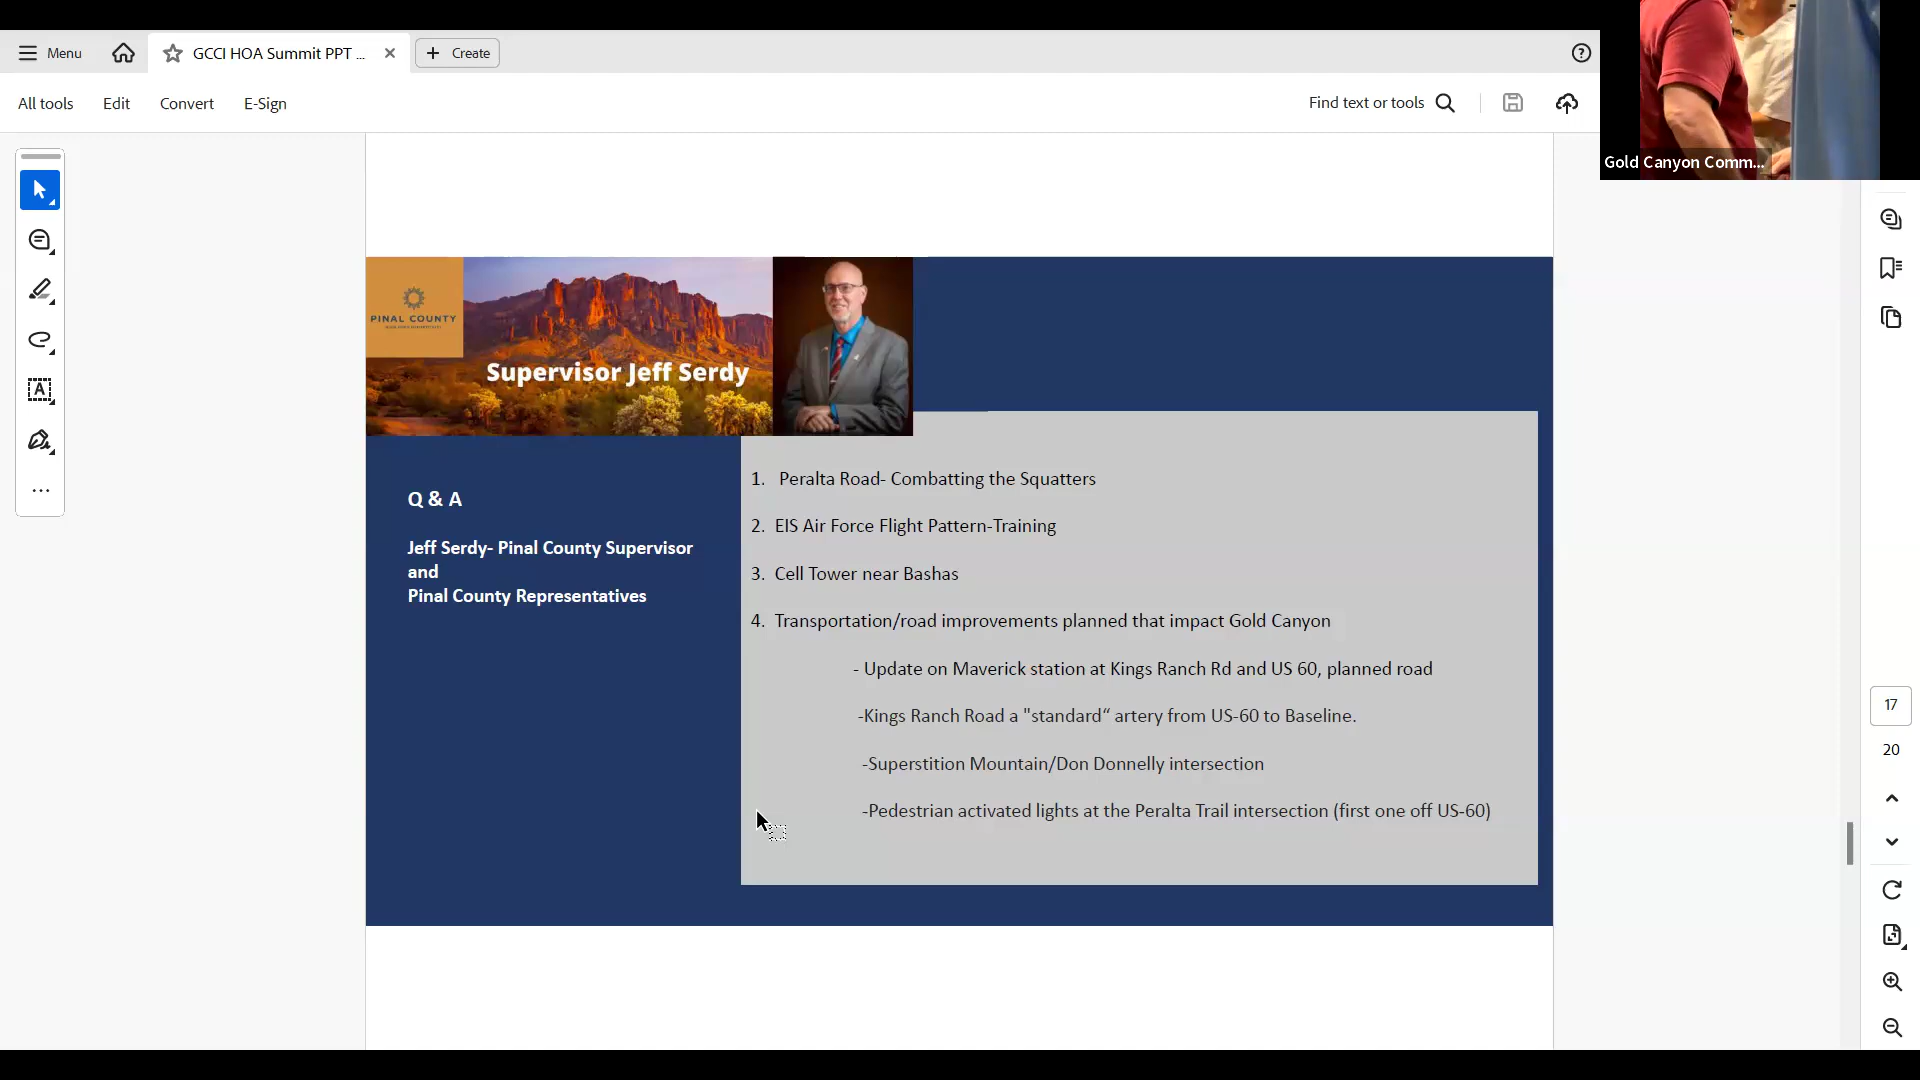 Menu
GCCI HOA Summit PPT ...
Create
All tools
Edit
Convert
E-Sign
Find text or tools
Gold Canyon Comm...
PINAL COUNTY
Supervisor Jeff Serdy
Q & A
Jeff Serdy- Pinal County Supervisor
and
Pinal County Representatives
1. Peralta Road- Combatting the Squatters
2. EIS Air Force Flight Pattern-Training
3. Cell Tower near Bashas
4. Transportation/road improvements planned that impact Gold Canyon
- Update on Maverick station at Kings Ranch Rd and US 60, planned road
-Kings Ranch Road a "standard“ artery from US-60 to Baseline.
-Superstition Mountain/Don Donnelly intersection
-Pedestrian activated lights at the Peralta Trail intersection (first one off US-60)
17
20